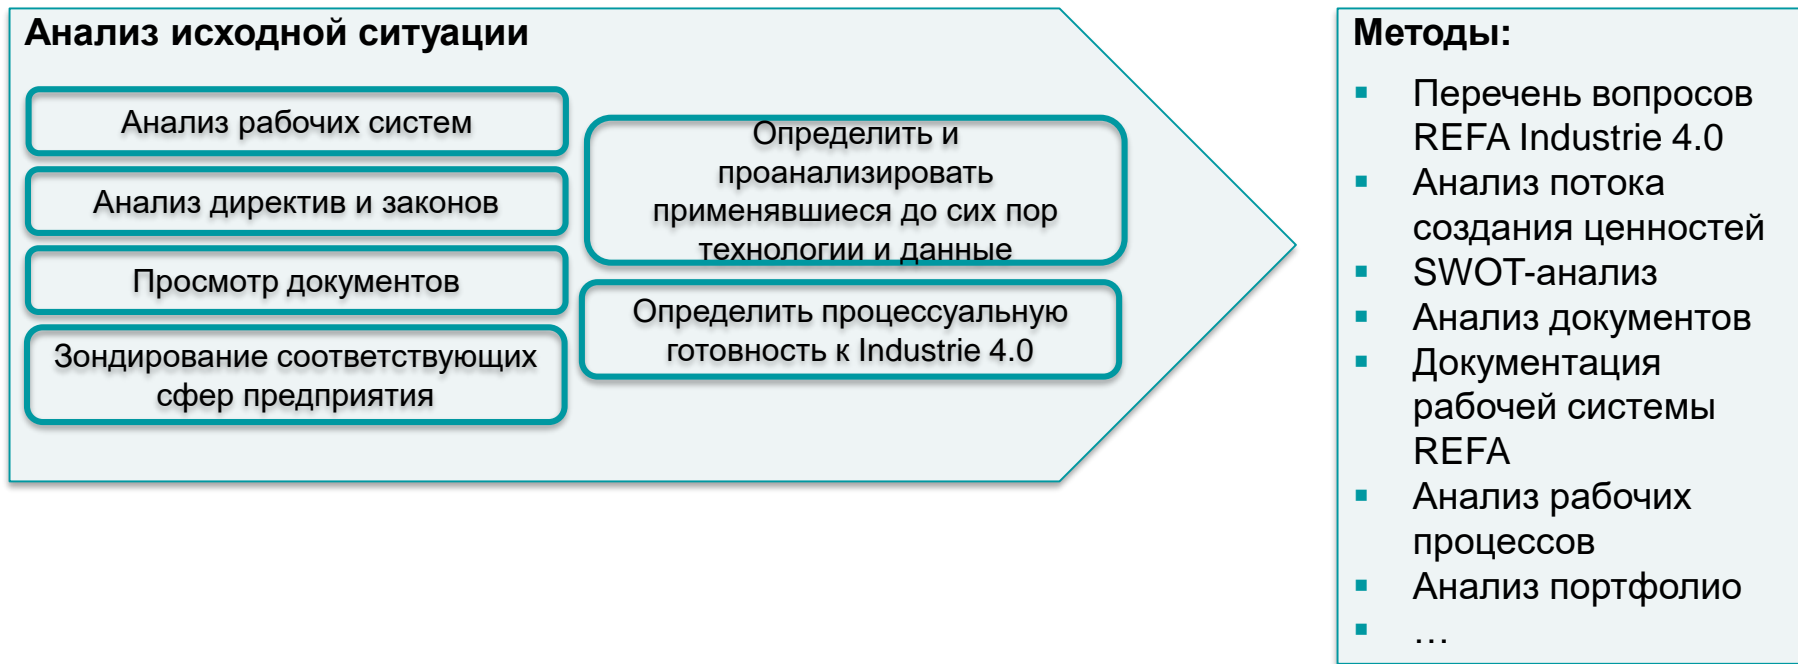 Анализ исходной ситуации
Анализ рабочих систем
Анализ директив и законов
Просмотр документов
Зондирование соответствующих
сфер предприятия
Определить и
проанализировать
применявшиеся до сих пор
технологии и данные
Определить процессуальную
готовность к Industrie 4.0
Методы:
▪ Перечень вопросов
REFA Industrie 4.0
▪ Анализ потока
создания ценностей
▪ SWOT-анализ
▪ Анализ документов
▪ Документация
рабочей системы
REFA
▪ Анализ рабочих
процессов
▪ Анализ портфолио
▪ …